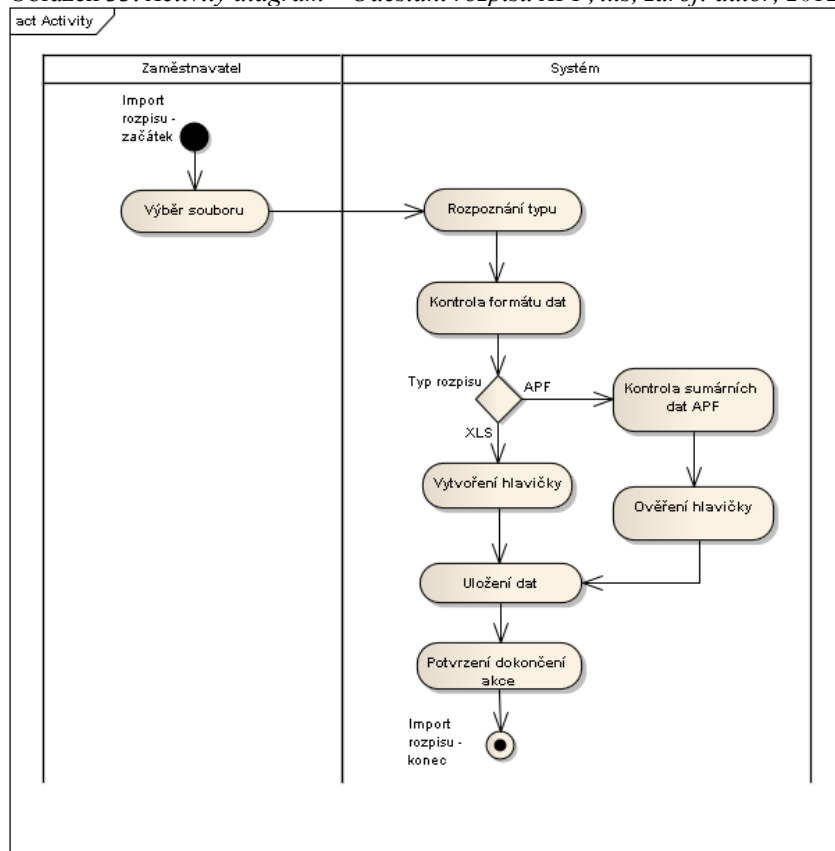 act Activity
Zaměstnavatel
Systém
Import
rozpisu -
začátek
Výběr souboru
Rozpoznání typu
Kontrola formátu dat
Typ rozpisu
APF
Kontrola sumárních
dat APF
XLS
Vytvoření hlavičky
Ověření hlavičky
Uložení dat
Potvrzení dokončení
akce
Import
rozpisu -
konec